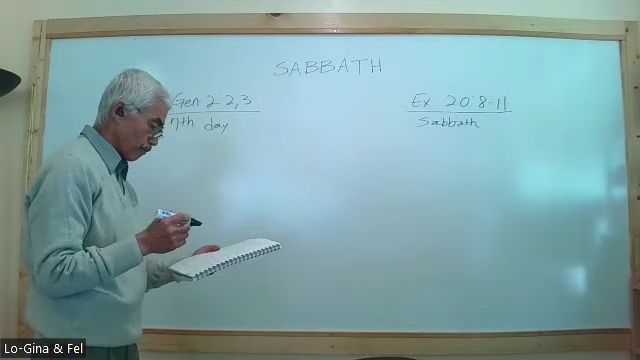 SABBATH
Gen 2-2,3
7th day
Ex 20:8-11
Sabbath
Lo-Gina & Fel